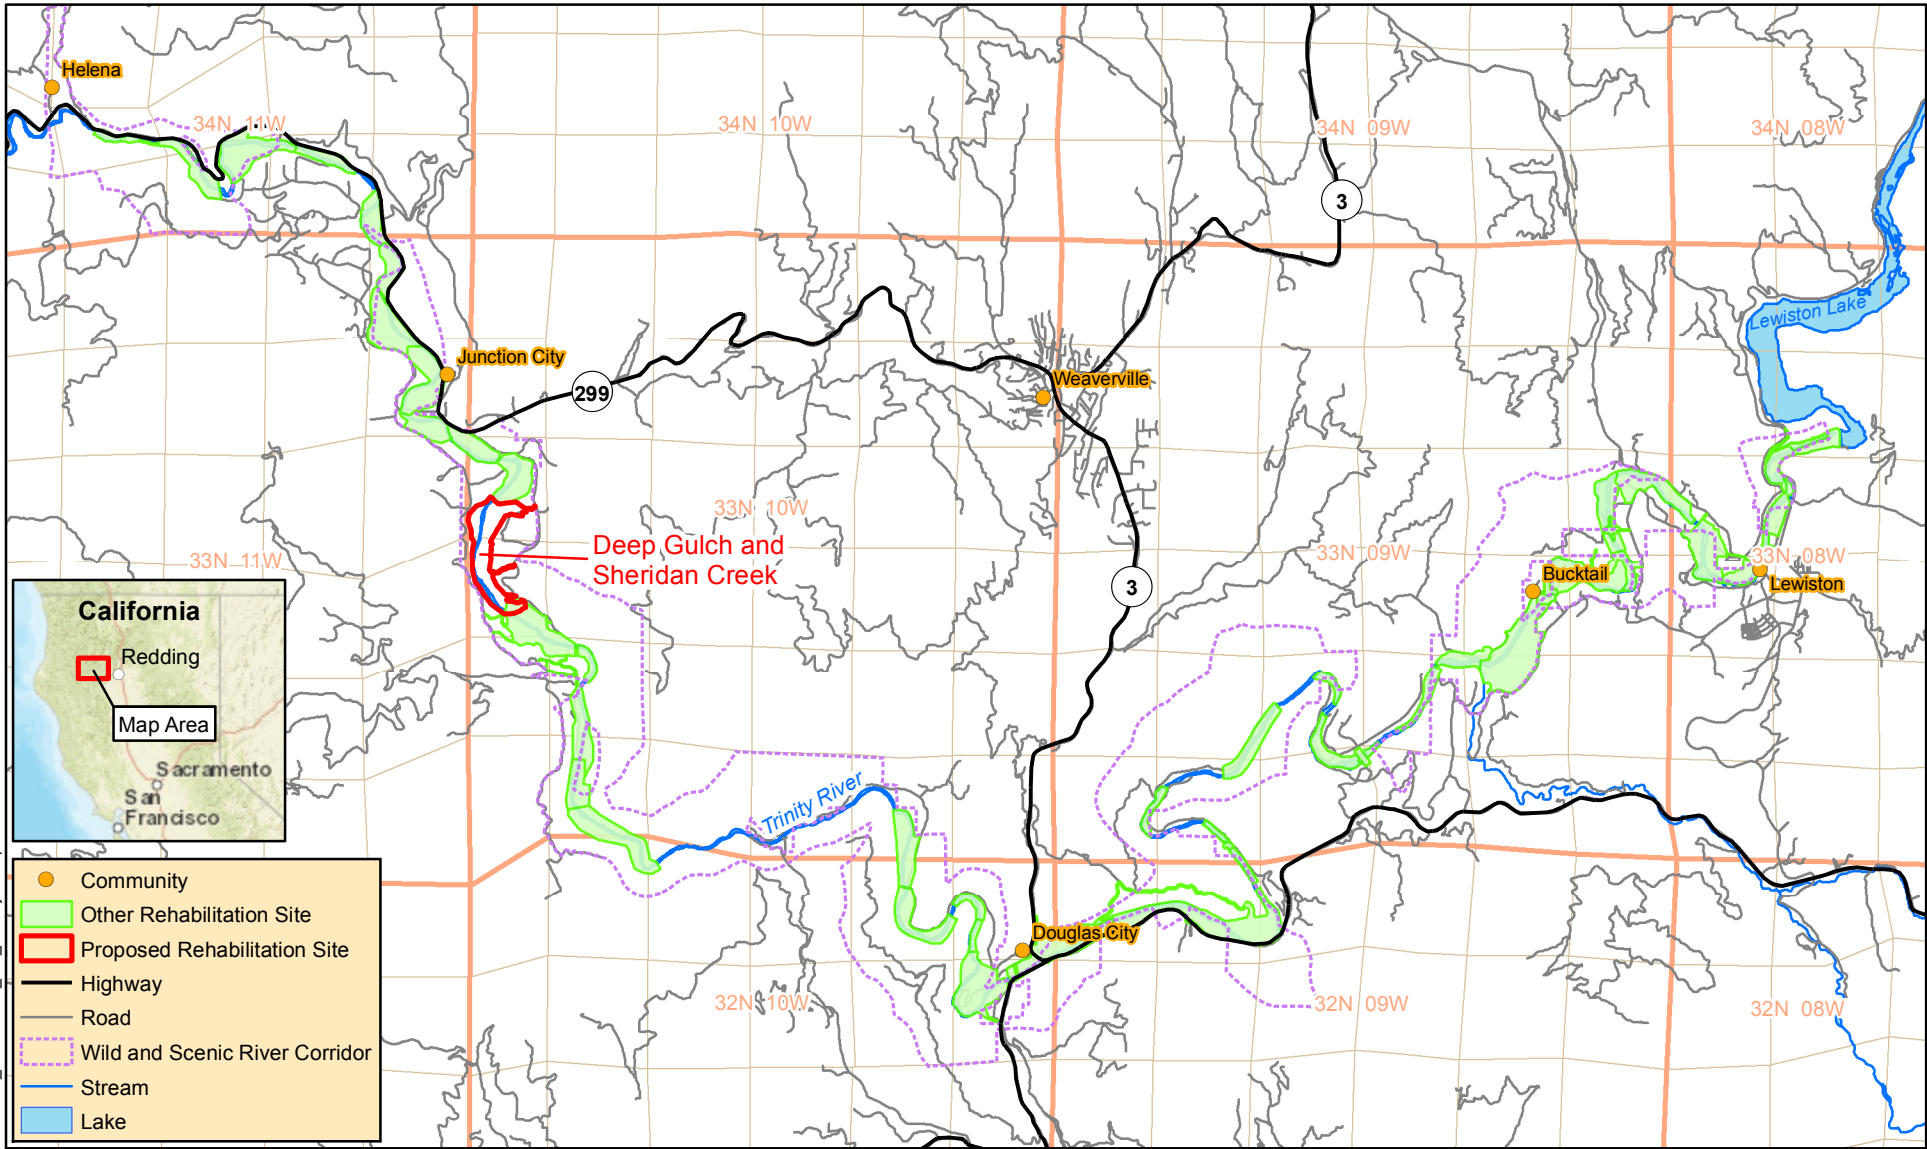 Helena
34N 11W
34N 10W
34N 09W
34N 08W
3
Lewiston Lake
Junction City
299
Weaverville
33N 10W
33N 11W
Deep Gulch and
Sheridan Creek
33N 09W
33N 08W
3
Bucktail
Lewiston
California
Redding
Map Area
Sacramento
San
Francisco
Trinity River
Douglas City
32N 10W
32N 09W
32N 08W
Community
Other Rehabilitation Site
Proposed Rehabilitation Site
Highway
Road
Wild and Scenic River Corridor
Stream
Lake